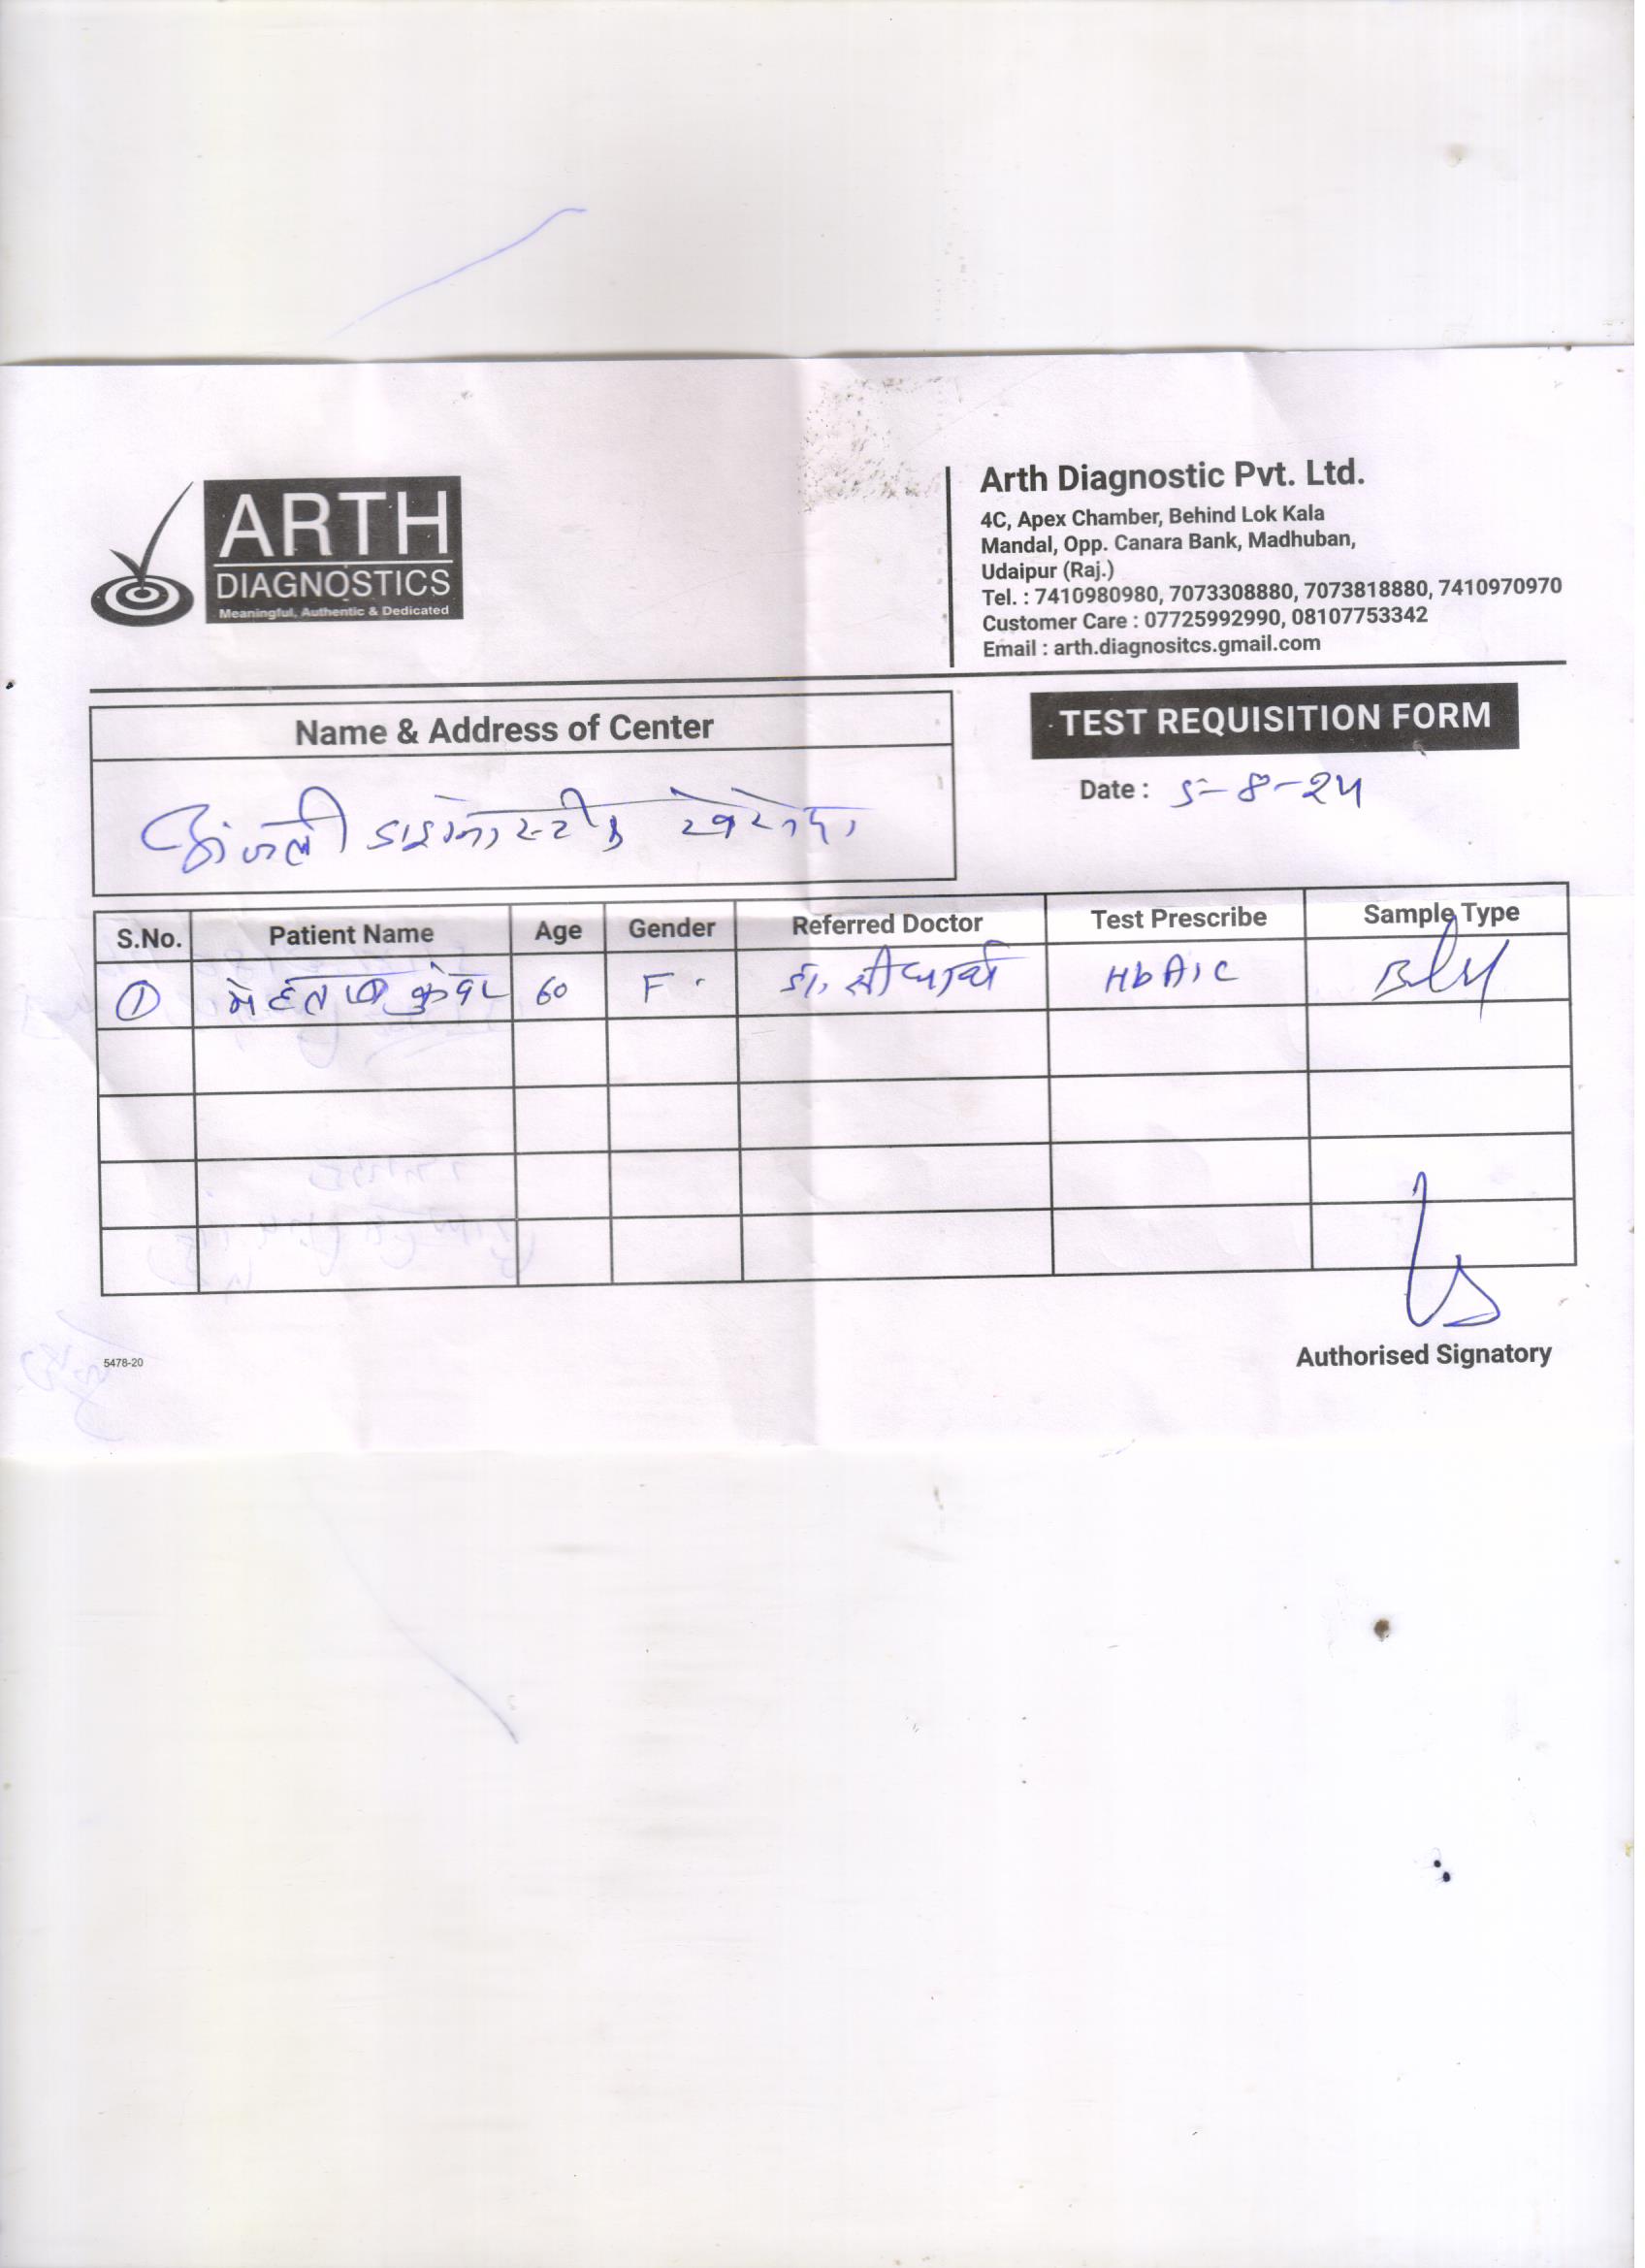 ARTH
DIAGNOSTICS
Meaningful, Authentic & Dedicated
Arth Diagnostic Pvt. Ltd.
4C, Apex Chamber, Behind Lok Kala
Mandal, Opp. Canara Bank, Madhuban,
Udaipur (Raj.)
Tel. : 7410980980, 7073308880, 7073818880, 7410970970
Customer Care : 07725992990, 08107753342
Email : arth.diagnositcs.gmail.com
Name & Address of Center
TEST REQUISITION FORM
Date : 5-8-24
S.No. Patient Name Age Gender Referred Doctor Test Prescribe Sample Type
1 कुंवर 60 F डॉ. HbA1C
5478-20
Authorised Signatory